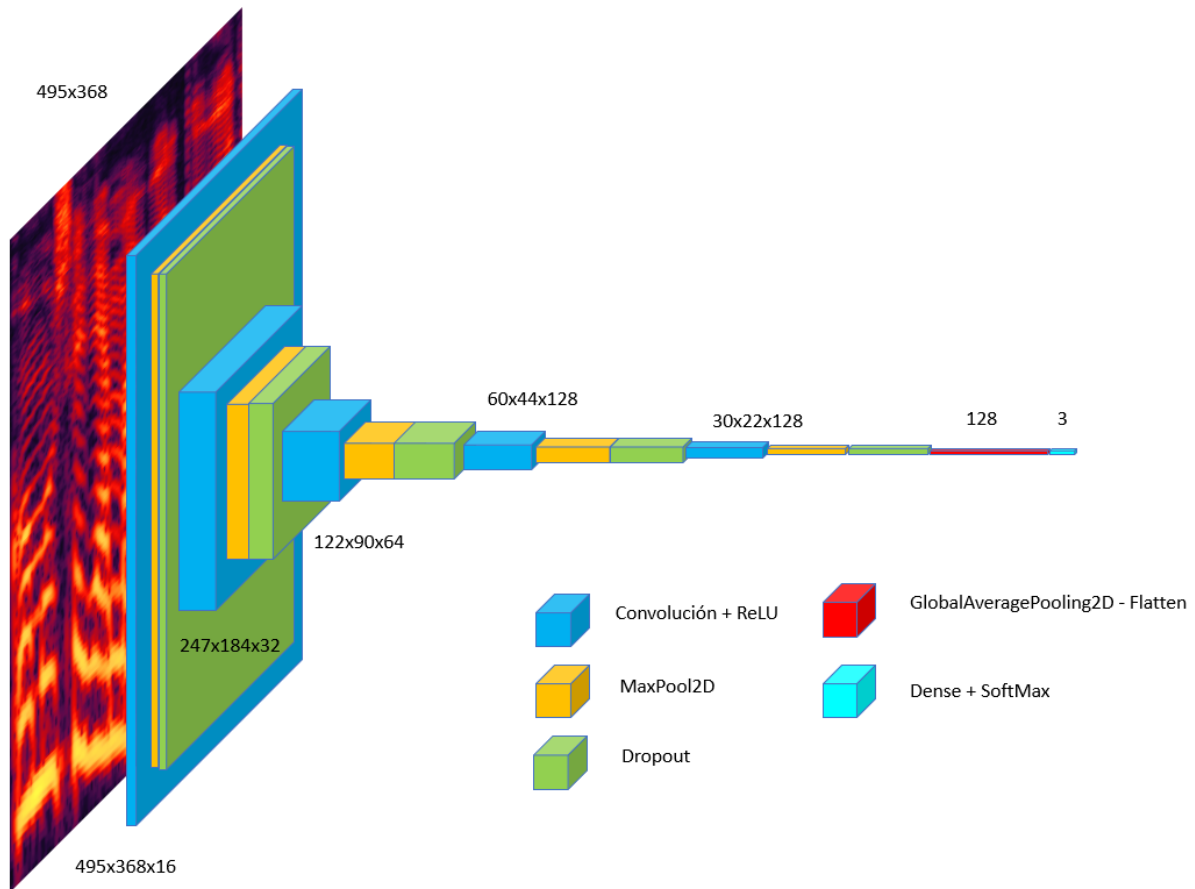 495x368
495x368x16
247x184x32
122x90x64
60x44x128
30x22x128
128
3
Convolución + ReLU
MaxPool2D
Dropout
GlobalAveragePooling2D - Flatten
Dense + SoftMax